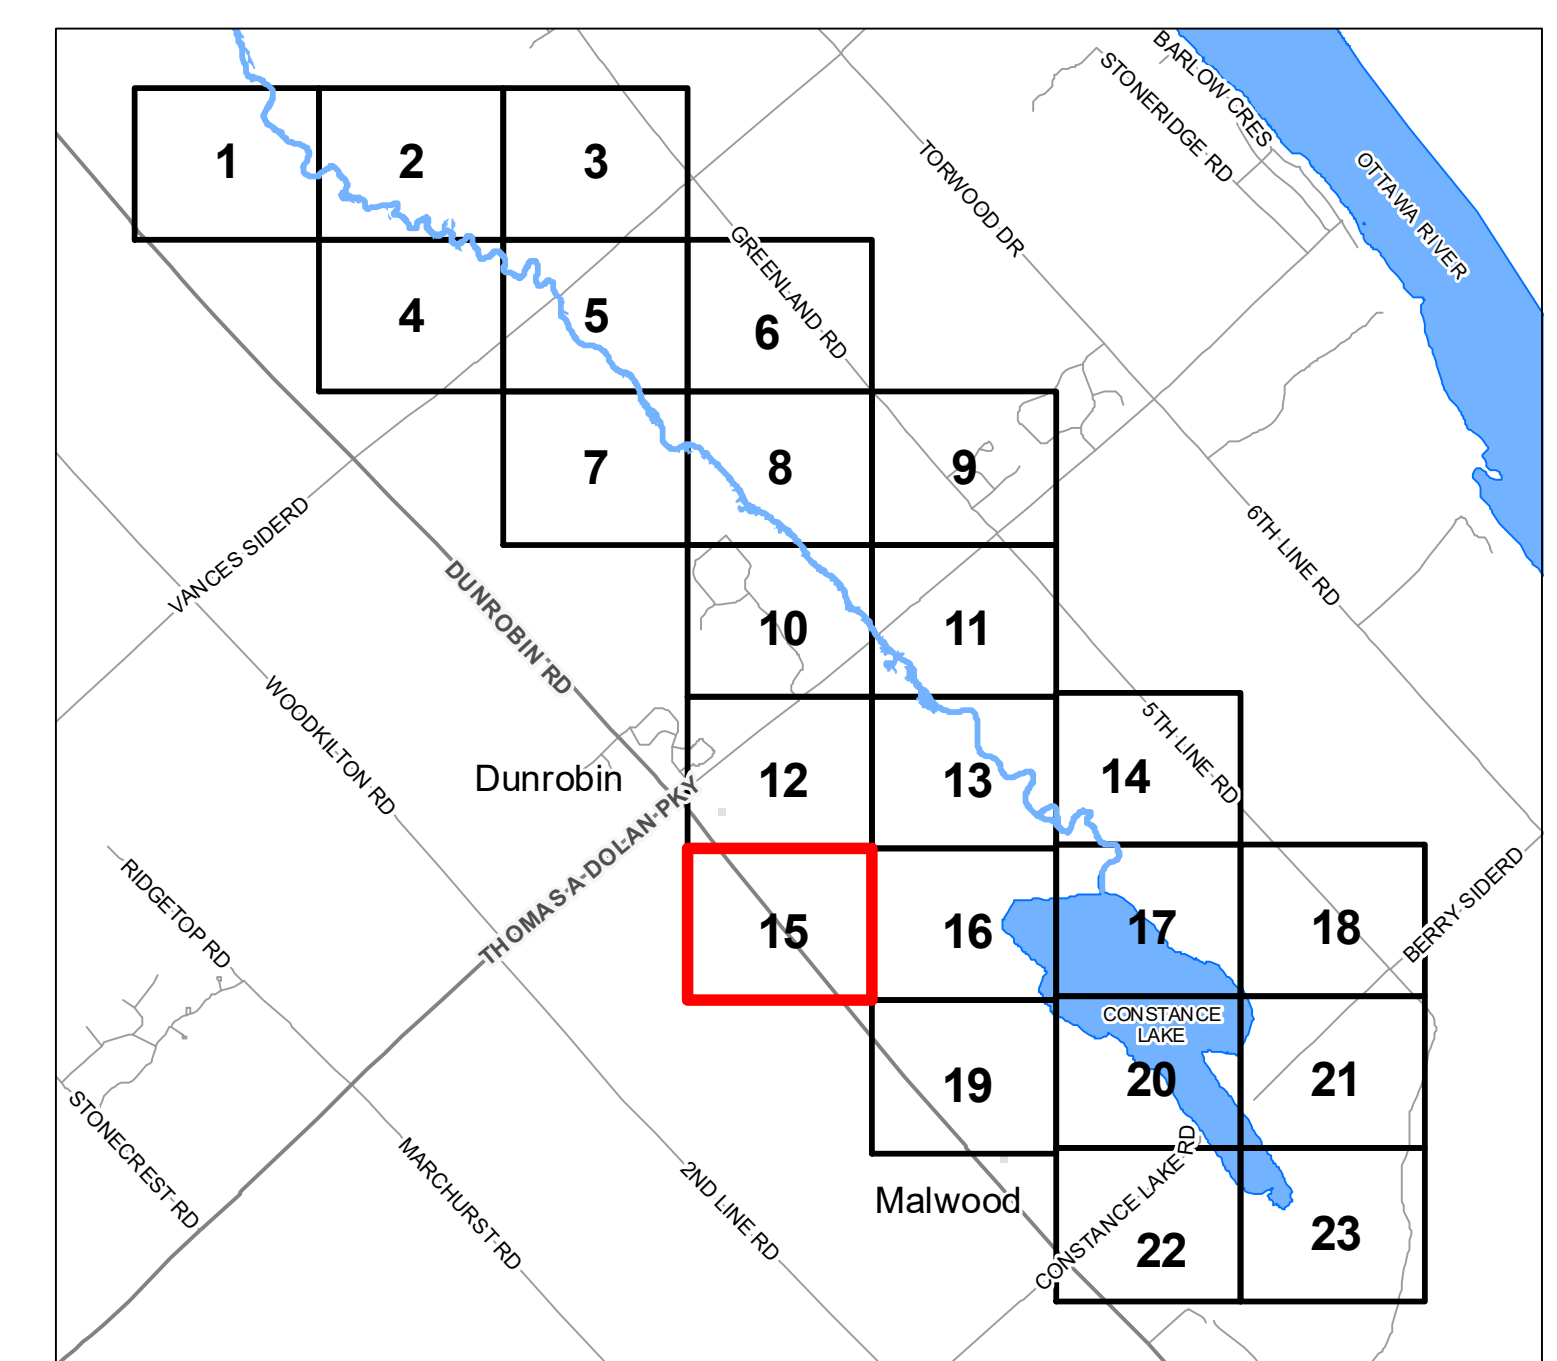 BARLOW CRES
STONERIDGE RD
OTTAWA RIVER
TORWOOD DR
1
2
3
GREENLAND RD
4
5
6
7
8
9
VANCES SIDERD
DUNROBIN RD
6TH LINE RD
10
11
WOODKILTON RD
5TH LINE RD
Dunrobin
12
13
14
THOMAS A DOLAN PKY
RIDGETOP RD
15
16
17
18
BERRY SIDERD
CONSTANCE
LAKE
19
20
21
STONECREST RD
MARCHURST RD
2ND LINE RD
Malwood
CONSTANCE LAKE RD
22
23